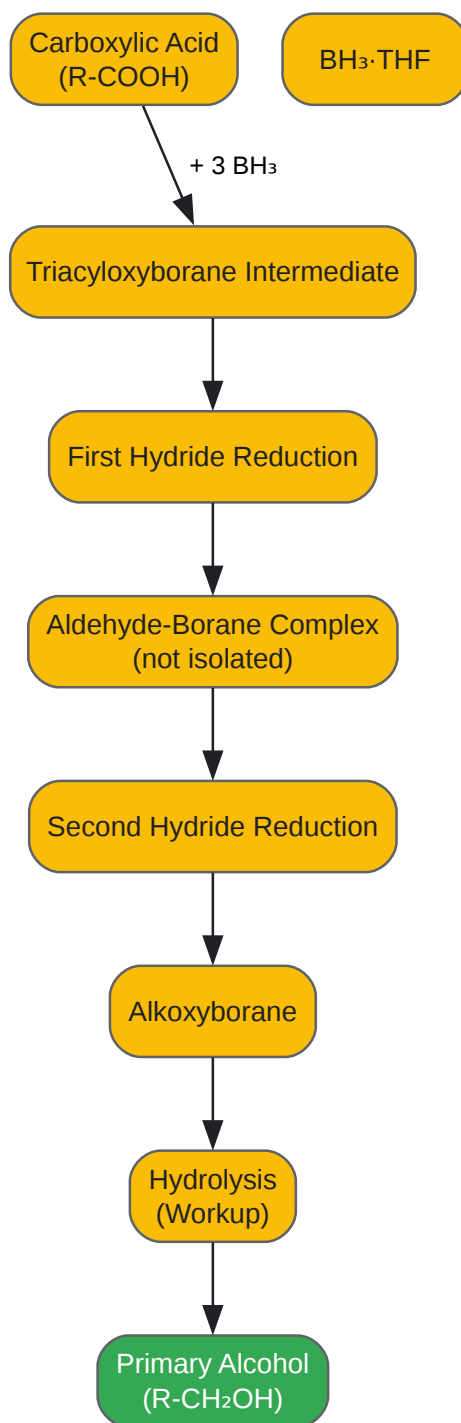 Carboxylic Acid
(R-COOH)
BH₃·THF
+ 3 BH₃
Triacyloxyborane Intermediate
First Hydride Reduction
Aldehyde-Borane Complex
(not isolated)
Second Hydride Reduction
Alkoxyborane
Hydrolysis
(Workup)
Primary Alcohol
(R-CH₂OH)